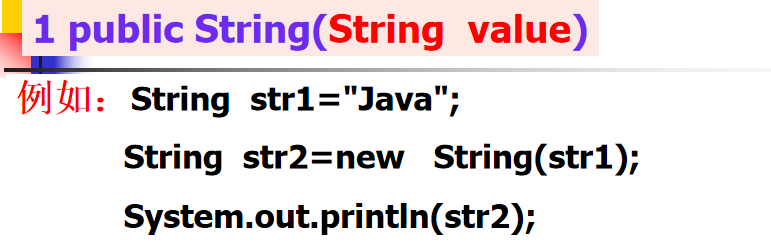 1 public String(String value)
例如：String str1="Java";
String str2=new String(str1);
System.out.println(str2);